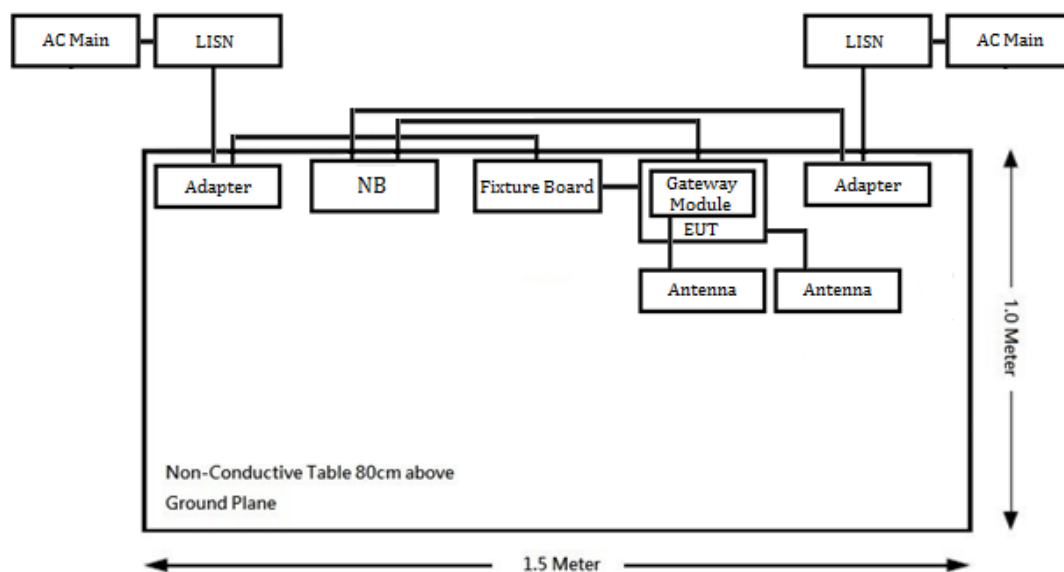 AC Main
LISN
LISN
AC Main
Adapter
NB
Fixture Board
Gateway
Module
EUT
Adapter
Antenna
Antenna
1.0 Meter
Non-Conductive Table 80cm above
Ground Plane
1.5 Meter